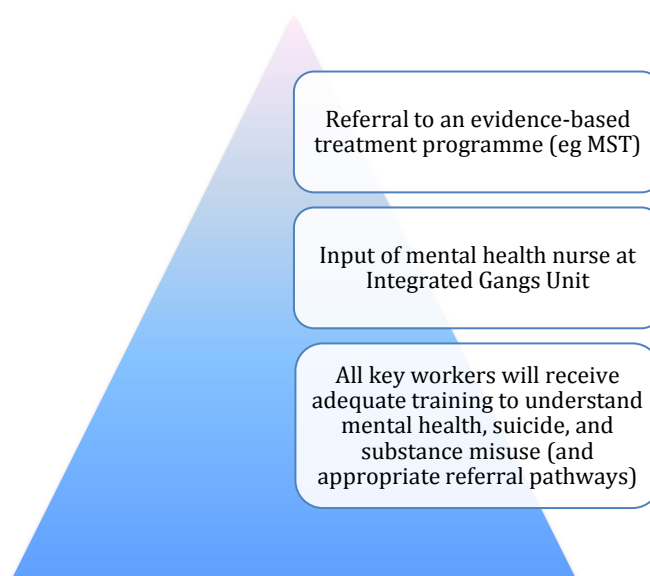 Referral to an evidence-based
treatment programme (eg MST)
Input of mental health nurse at
Integrated Gangs Unit
All key workers will receive
adequate training to understand
mental health, suicide, and
substance misuse (and
appropriate referral pathways)